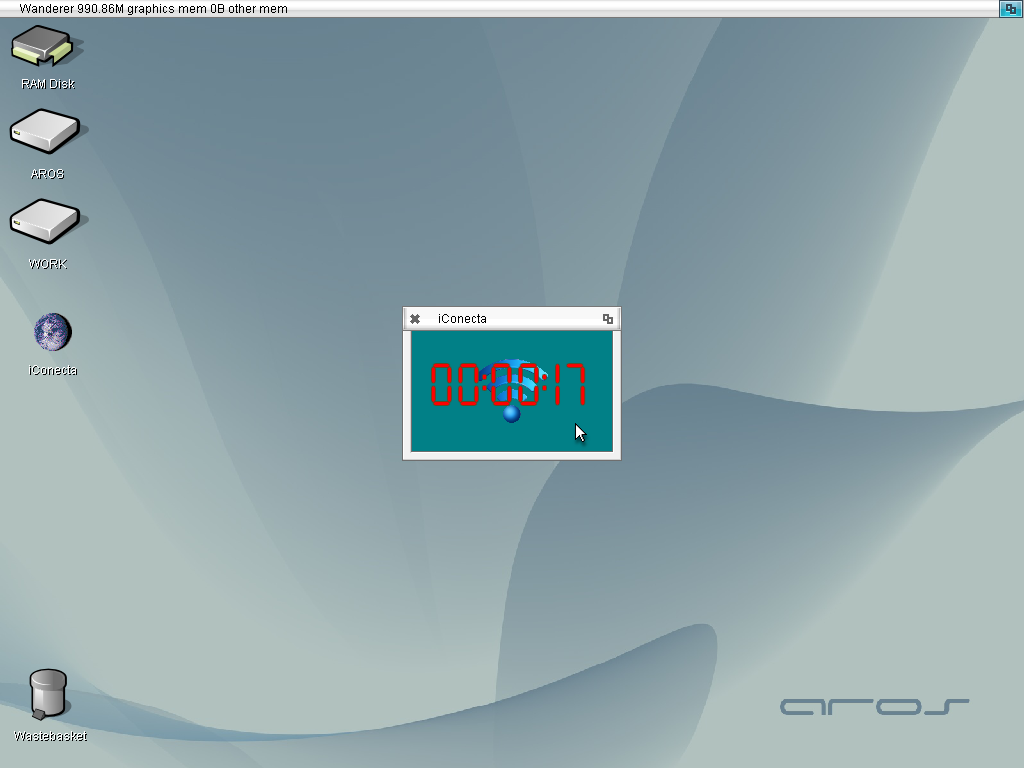 Wanderer 990.86M graphics mem 0B other mem
RAM Disk
AROS
WORK
iConecta
iConecta
00:00:17
Wastebasket
aros